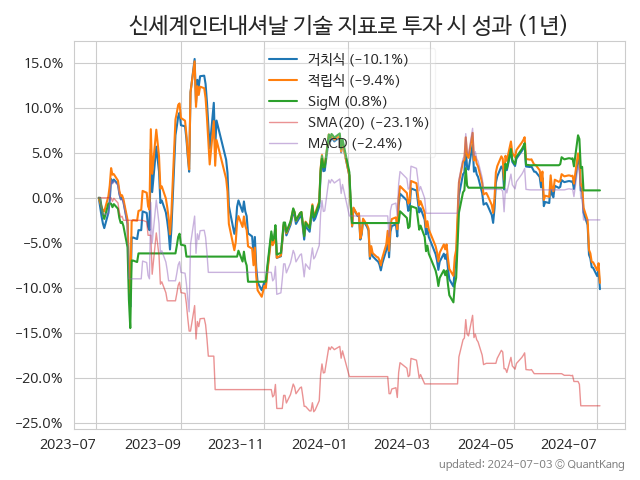 신세계인터내셔날 기술 지표로 투자 시 성과 (1년)
거치식 (−10.1%)
적립식 (−9.4%)
SigM (0.8%)
SMA(20) (−23.1%)
MACD (−2.4%)
15.0%
10.0%
5.0%
0.0%
−5.0%
−10.0%
−15.0%
−20.0%
−25.0%
2023-07 2023-09 2023-11 2024-01 2024-03 2024-05 2024-07
updated: 2024-07-03 ⓒ QuantKang